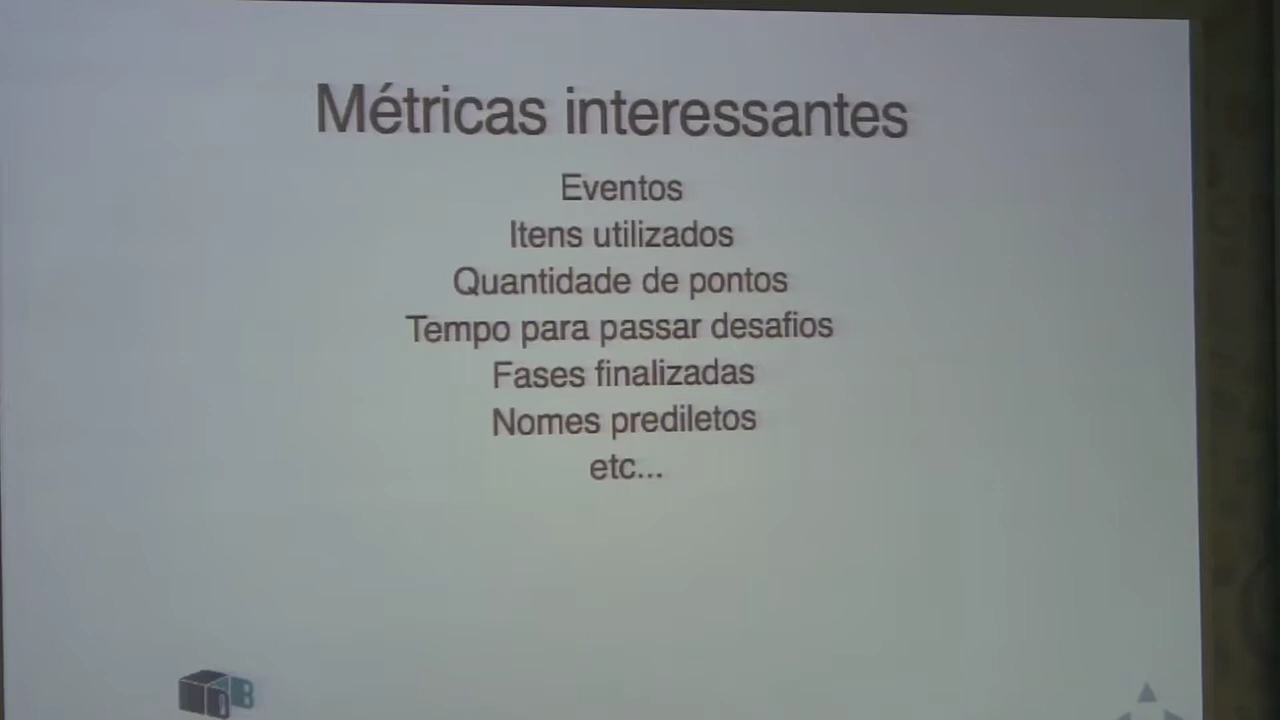 Métricas interessantes
Eventos
Itens utilizados
Quantidade de pontos
Tempo para passar desafios
Fases finalizadas
Nomes prediletos
etc...